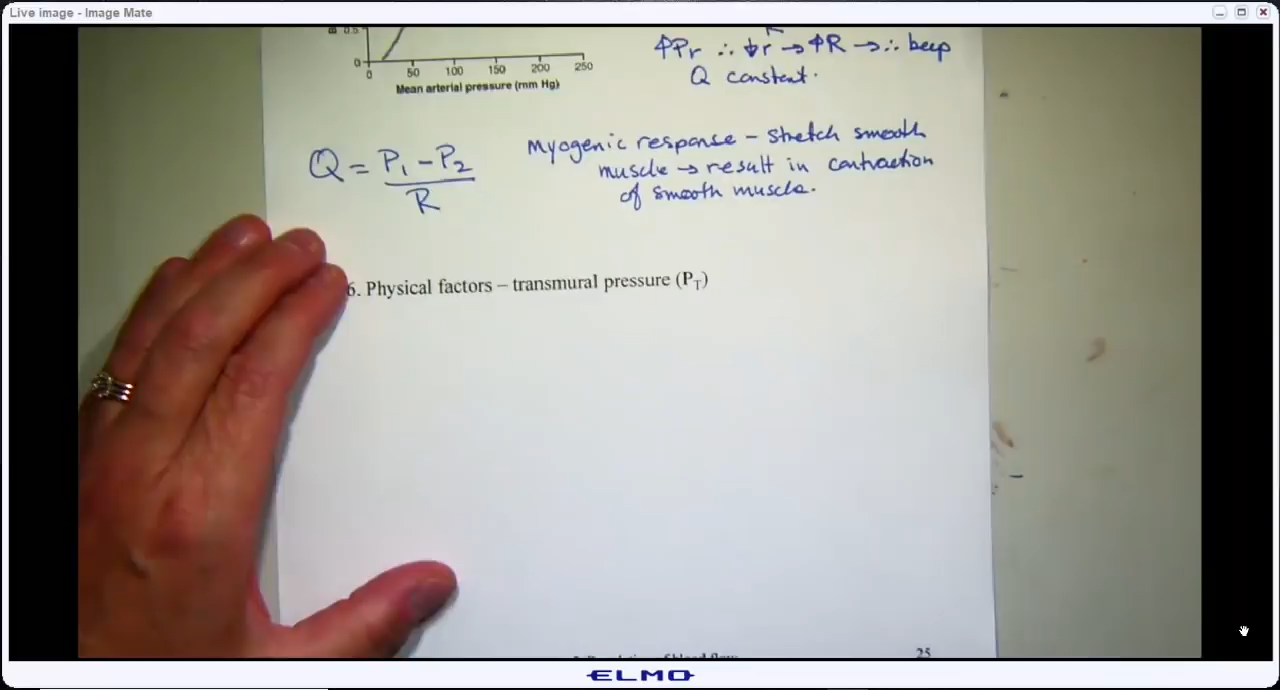 Live image - Image Mate
0.5
0
0 50 100 150 200 250
Mean arterial pressure (mm Hg)
↑Pr ∴ ↓r → ↑R → ∴ keep
Q constant.
Q = P1 - P2
R
Myogenic response - stretch smooth
muscle → result in contraction
of smooth muscle.
6. Physical factors – transmural pressure (PT)
25
ELMO